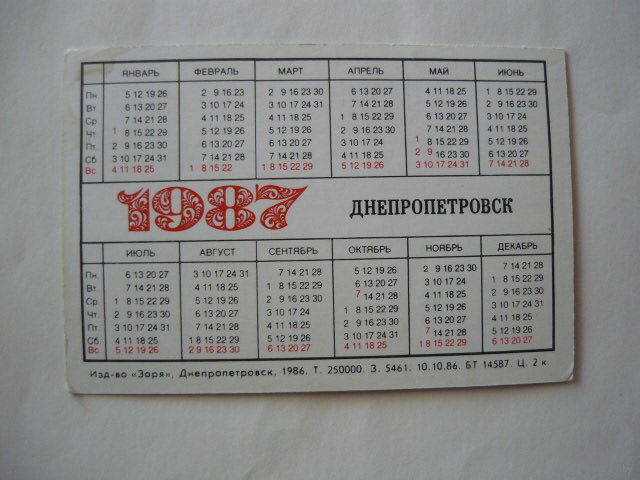 ЯНВАРЬ ФЕВРАЛЬ МАРТ АПРЕЛЬ МАЙ ИЮНЬ
Пн 5 12 19 26 2 9 16 23 2 9 16 23 30 6 13 20 27 4 11 18 25 1 8 15 22 29
Вт 6 13 20 27 3 10 17 24 3 10 17 24 31 7 14 21 28 5 12 19 26 2 9 16 23 30
Ср 7 14 21 28 4 11 18 25 4 11 18 25 1 8 15 22 29 6 13 20 27 3 10 17 24
Чт 1 8 15 22 29 5 12 19 26 5 12 19 26 2 9 16 23 30 7 14 21 28 4 11 18 25
Пт 2 9 16 23 30 6 13 20 27 6 13 20 27 3 10 17 24 1 8 15 22 29 5 12 19 26
Сб 3 10 17 24 31 7 14 21 28 7 14 21 28 4 11 18 25 2 9 16 23 30 6 13 20 27
Вс 4 11 18 25 1 8 15 22 1 8 15 22 29 5 12 19 26 3 10 17 24 31 7 14 21 28
1987 ДНЕПРОПЕТРОВСК
ИЮЛЬ АВГУСТ СЕНТЯБРЬ ОКТЯБРЬ НОЯБРЬ ДЕКАБРЬ
Пн 6 13 20 27 3 10 17 24 31 7 14 21 28 5 12 19 26 2 9 16 23 30 7 14 21 28
Вт 7 14 21 28 4 11 18 25 1 8 15 22 29 6 13 20 27 3 10 17 24 1 8 15 22 29
Ср 1 8 15 22 29 5 12 19 26 2 9 16 23 30 7 14 21 28 4 11 18 25 2 9 16 23 30
Чт 2 9 16 23 30 6 13 20 27 3 10 17 24 1 8 15 22 29 5 12 19 26 3 10 17 24 31
Пт 3 10 17 24 31 7 14 21 28 4 11 18 25 2 9 16 23 30 6 13 20 27 4 11 18 25
Сб 4 11 18 25 1 8 15 22 29 5 12 19 26 3 10 17 24 31 7 14 21 28 5 12 19 26
Вс 5 12 19 26 2 9 16 23 30 6 13 20 27 4 11 18 25 1 8 15 22 29 6 13 20 27
Изд-во «Зоря», Днепропетровск, 1986. Т. 250000. З. 5461. 10.10.86. БТ 14587. Ц. 2 к